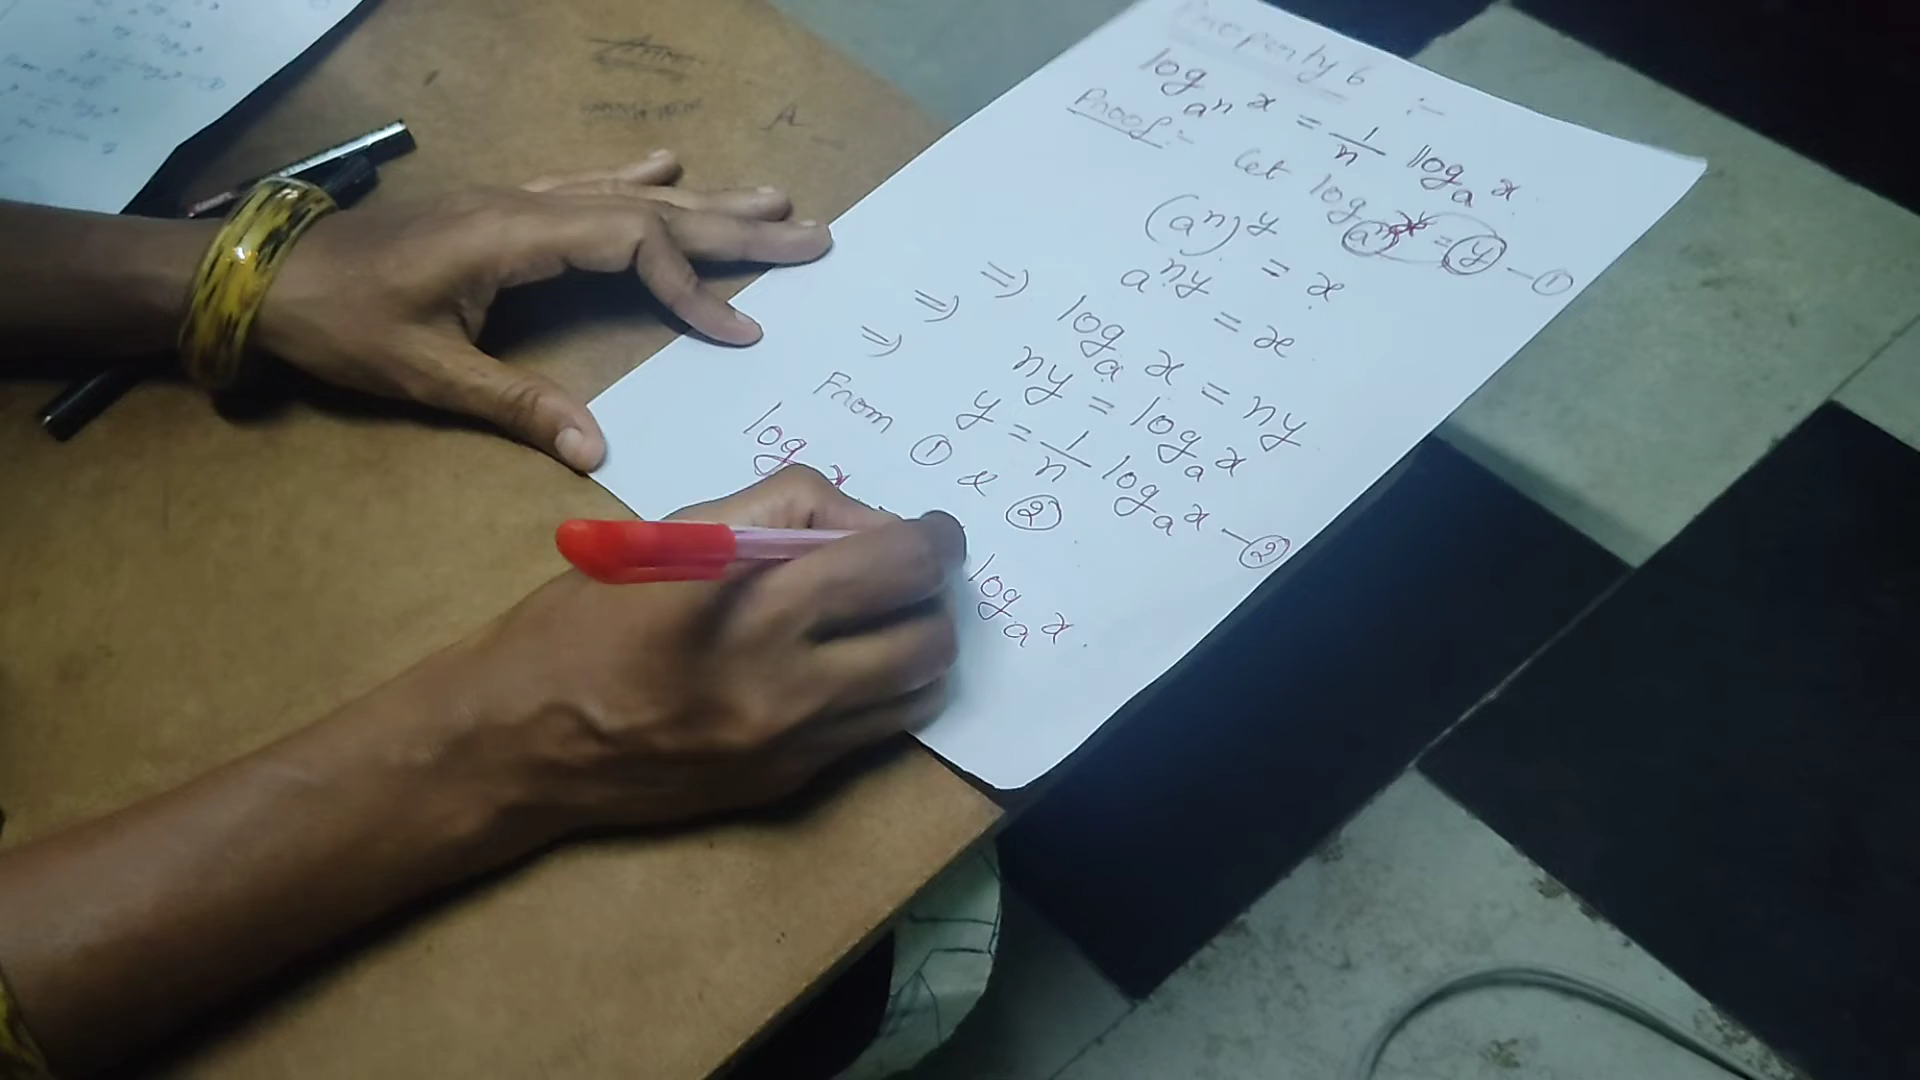 Property 6 :-
log_{a^n} x = 1/n log_a x
Proof:- Let log_{a^n} x = y — ①
(a^n)^y = x
⇒ a^{ny} = x
⇒ log_a x = ny
⇒ ny = log_a x
y = 1/n log_a x — ②
From ① & ②
log x
log_a x.
A